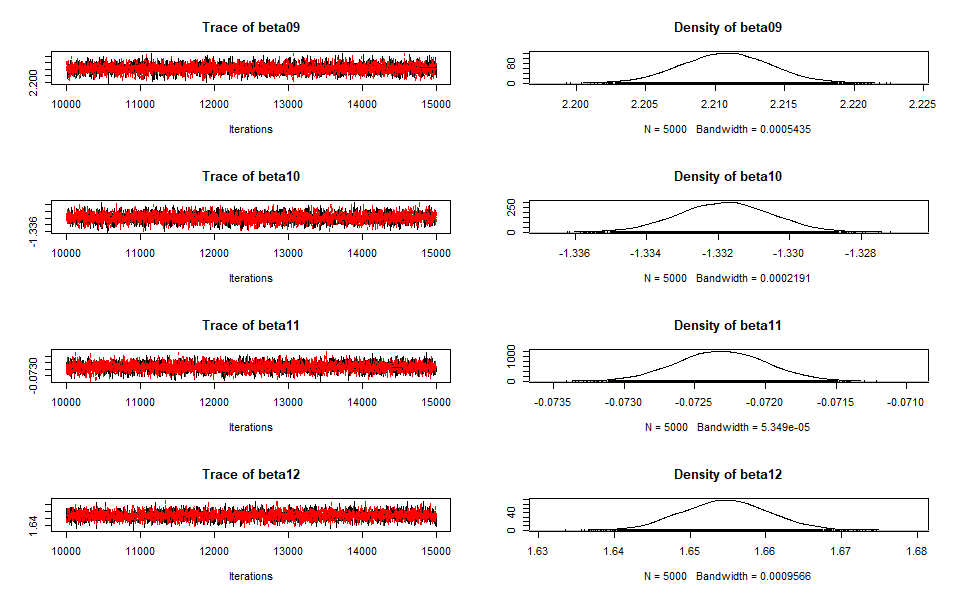 Trace of beta09
2.200
10000 11000 12000 13000 14000 15000
Iterations
Density of beta09
0 80
2.200 2.205 2.210 2.215 2.220 2.225
N = 5000 Bandwidth = 0.0005435
Trace of beta10
-1.336
10000 11000 12000 13000 14000 15000
Iterations
Density of beta10
0 250
-1.336 -1.334 -1.332 -1.330 -1.328
N = 5000 Bandwidth = 0.0002191
Trace of beta11
-0.0730
10000 11000 12000 13000 14000 15000
Iterations
Density of beta11
0 1000
-0.0735 -0.0730 -0.0725 -0.0720 -0.0715 -0.0710
N = 5000 Bandwidth = 5.349e-05
Trace of beta12
1.64
10000 11000 12000 13000 14000 15000
Iterations
Density of beta12
0 40
1.63 1.64 1.65 1.66 1.67 1.68
N = 5000 Bandwidth = 0.0009566